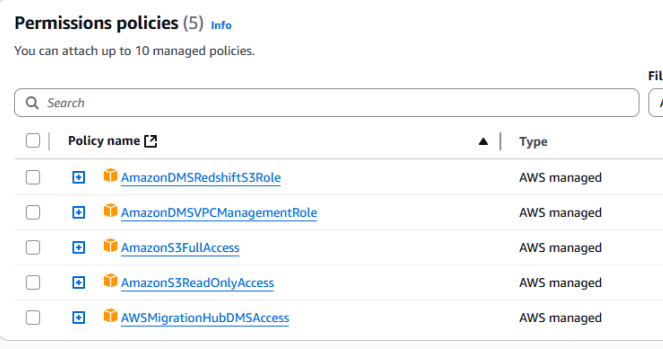 Permissions policies (5) Info
You can attach up to 10 managed policies.
Search
Policy name Type
AmazonDMSRedshiftS3Role AWS managed
AmazonDMSVPCManagementRole AWS managed
AmazonS3FullAccess AWS managed
AmazonS3ReadOnlyAccess AWS managed
AWSMigrationHubDMSAccess AWS managed